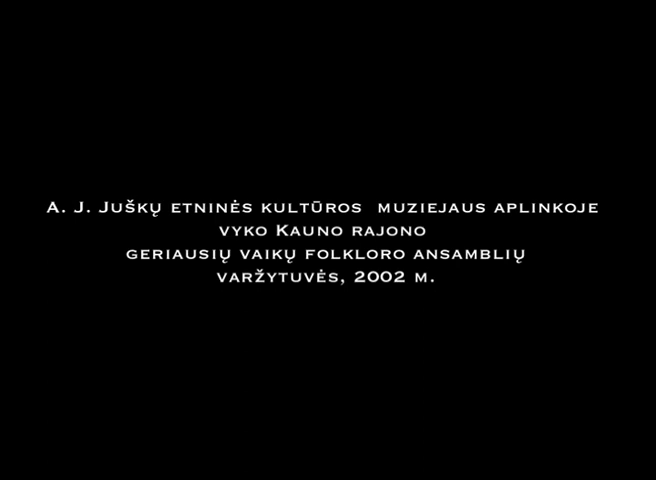 A. J. Juškų etninės kultūros muziejaus aplinkoje
vyko Kauno rajono
geriausių vaikų folkloro ansamblių
varžytuvės, 2002 m.